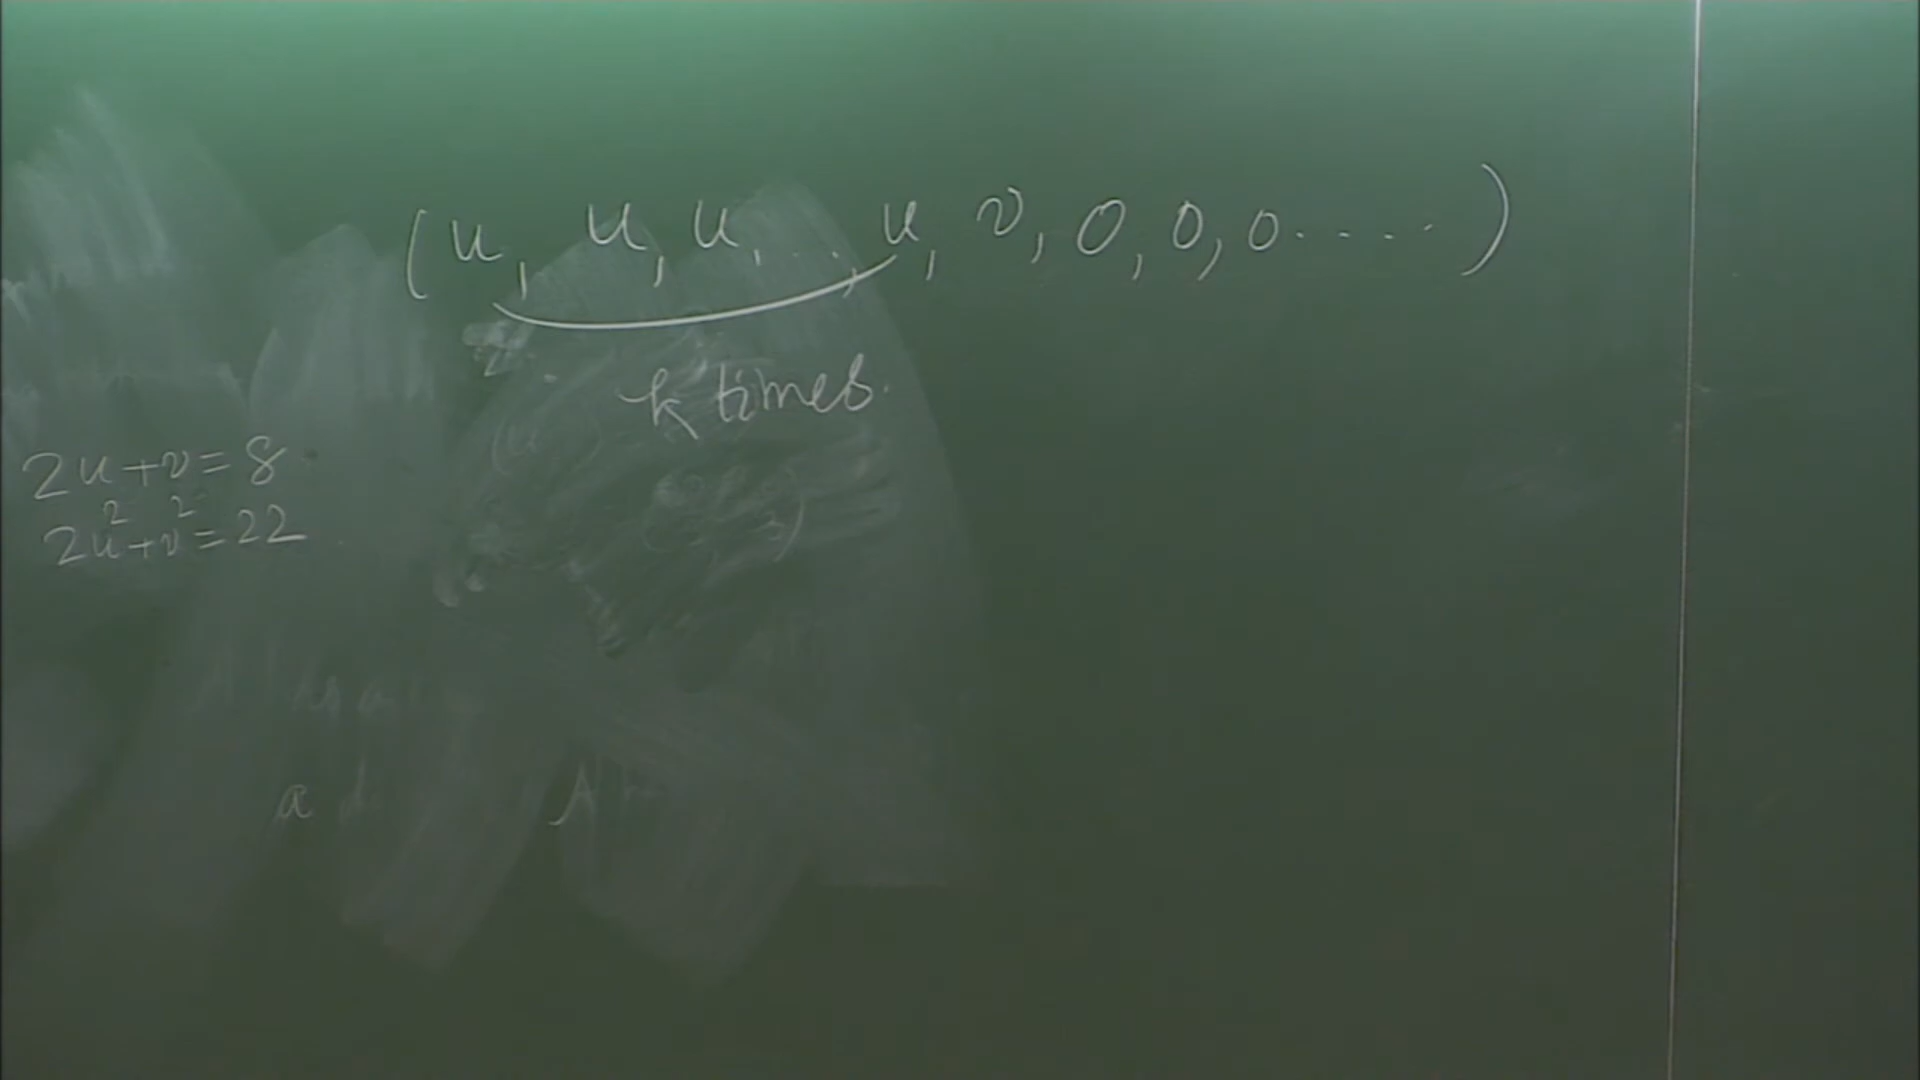 (u, u, u, .., u, v, 0, 0, 0 . . . . )
k times.
2u+v=8
2u²+v²=22